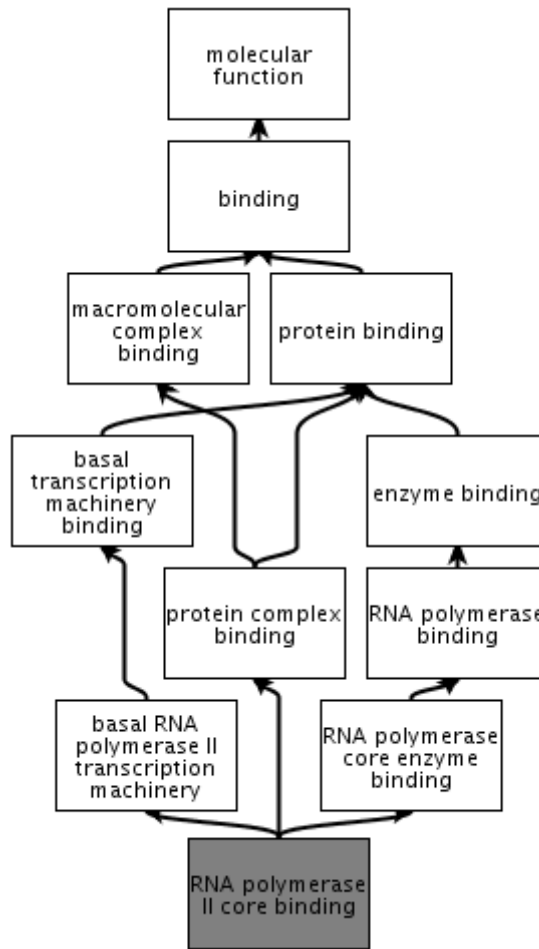 molecular
function
binding
macromolecular
complex
binding
protein binding
basal
transcription
machinery
binding
enzyme binding
protein complex
binding
RNA polymerase
binding
basal RNA
polymerase II
transcription
machinery
RNA polymerase
core enzyme
binding
RNA polymerase
II core binding